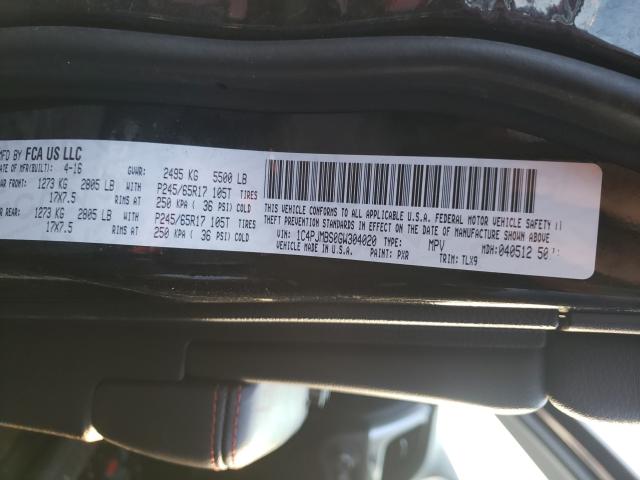 MFD BY FCA US LLC
DATE OF MFR(BUILT): 4-16 GVWR: 2495 KG 5500 LB
FRONT: 1273 KG 2805 LB WITH P245/65R17 105T TIRES
17X7.5 RIMS AT 250 KPA ( 36 PSI) COLD
REAR: 1273 KG 2805 LB WITH P245/65R17 105T TIRES
17X7.5 RIMS AT 250 KPA ( 36 PSI) COLD
THIS VEHICLE CONFORMS TO ALL APPLICABLE U.S.A. FEDERAL MOTOR VEHICLE SAFETY
THEFT PREVENTION STANDARDS IN EFFECT ON THE DATE OF MANUFACTURE SHOWN ABOVE
VIN: 1C4PJMBS0GW304020 TYPE: MPV MDH: 040512 50
VEHICLE MADE IN U.S.A. PAINT: PXR TRIM: TLX9